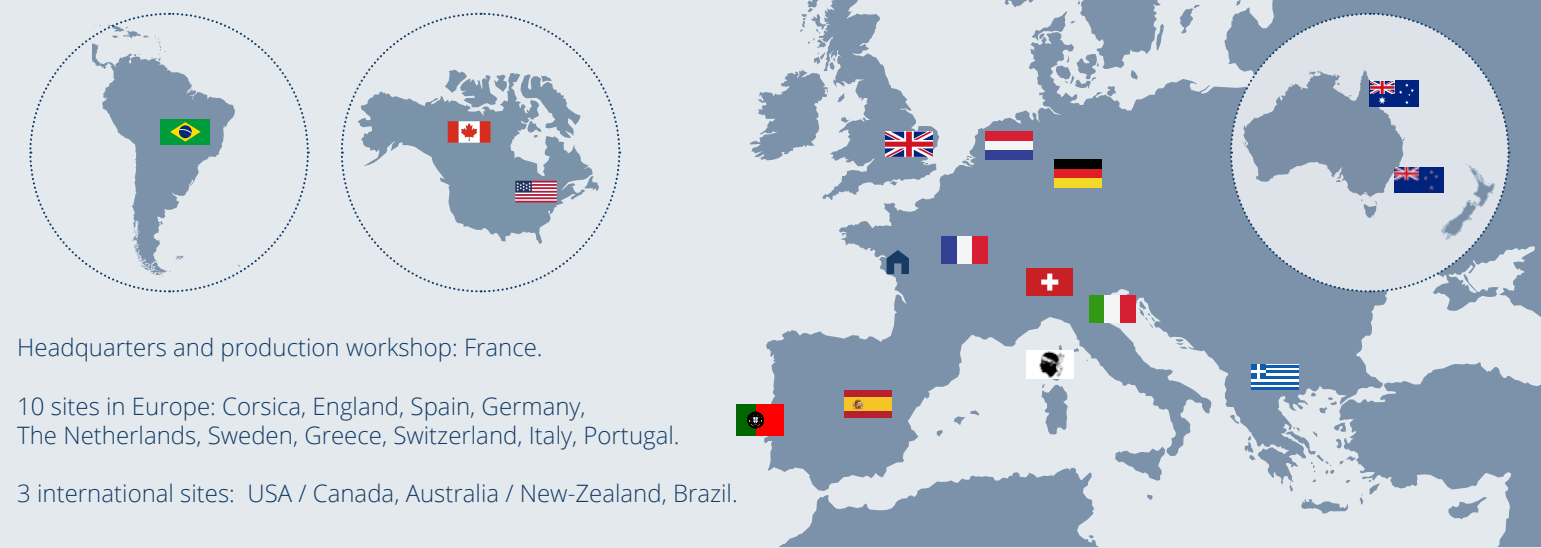 Headquarters and production workshop: France.
10 sites in Europe: Corsica, England, Spain, Germany,
The Netherlands, Sweden, Greece, Switzerland, Italy, Portugal.
3 international sites:  USA / Canada, Australia / New-Zealand, Brazil.